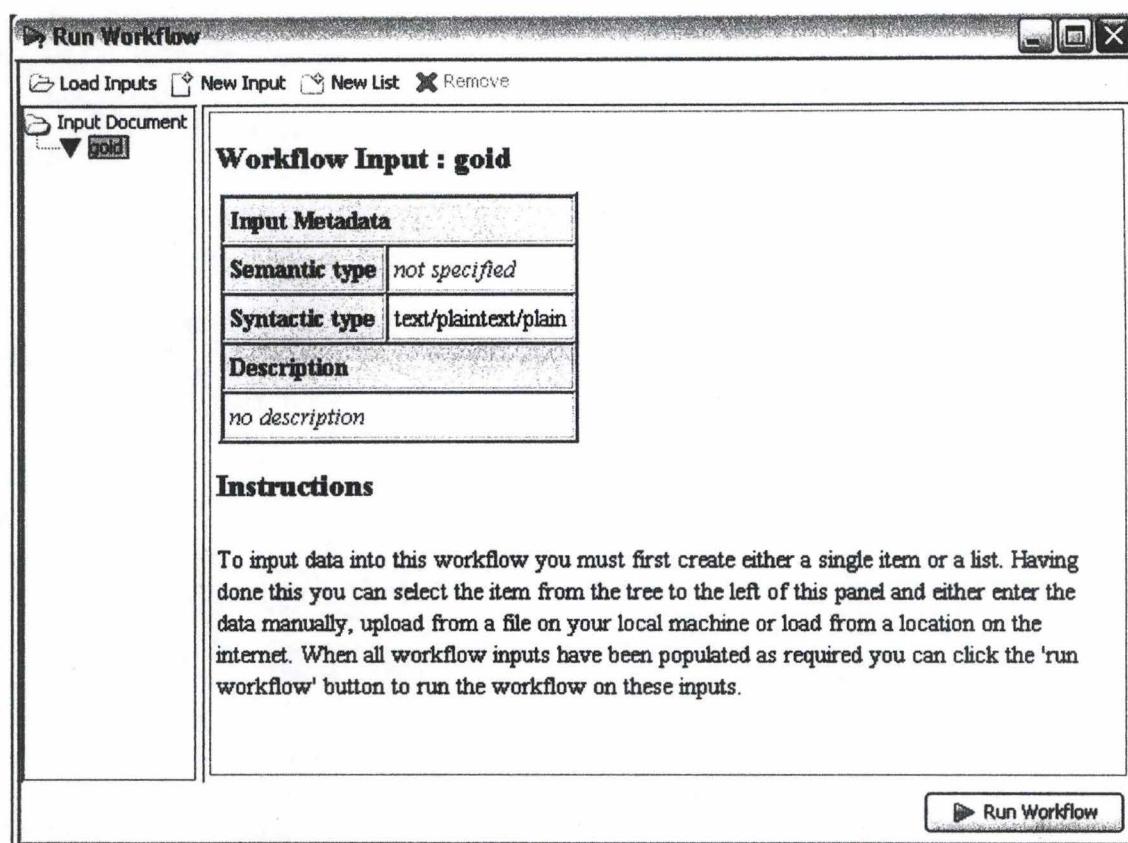 Run Workflow
Load Inputs New Input New List Remove
Input Document
gold
Workflow Input : gold
Input Metadata
Semantic type not specified
Syntactic type text/plaintext/plain
Description
no description
Instructions
To input data into this workflow you must first create either a single item or a list. Having
done this you can select the item from the tree to the left of this panel and either enter the
data manually, upload from a file on your local machine or load from a location on the
internet. When all workflow inputs have been populated as required you can click the 'run
workflow' button to run the workflow on these inputs.
Run Workflow